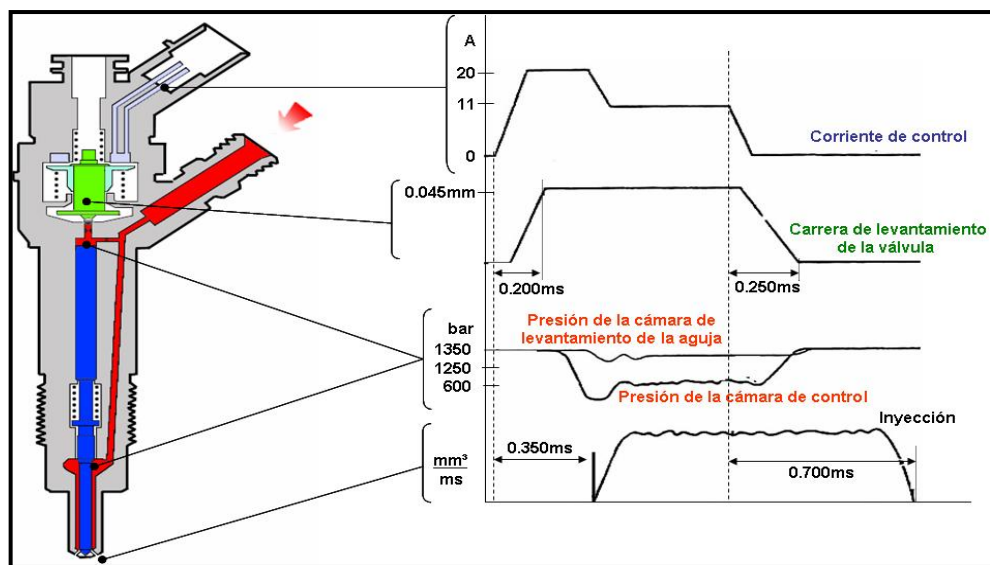 A
20
11
0
Corriente de control
0.045mm
Carrera de levantamiento
de la válvula
0.200ms
0.250ms
bar
1350
1250
600
Presión de la cámara de
levantamiento de la aguja
Presión de la cámara de control
Inyección
mm³
ms
0.350ms
0.700ms